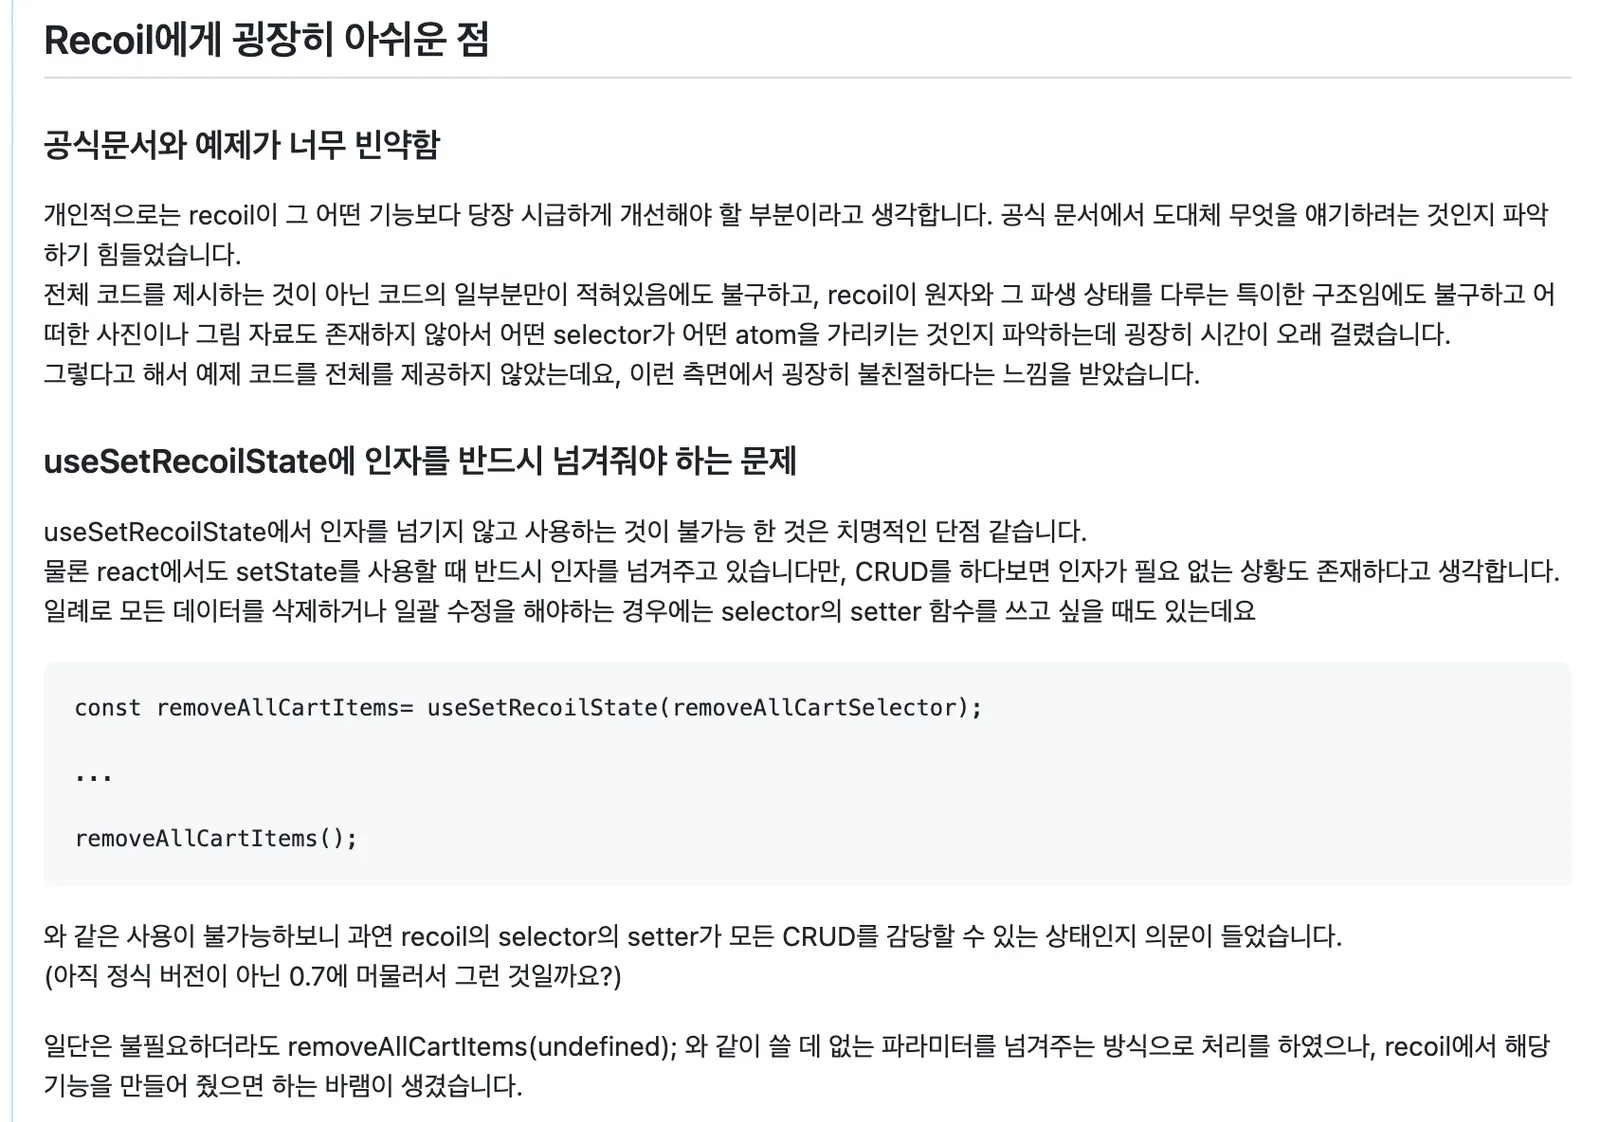 Recoil에게 굉장히 아쉬운 점
공식문서와 예제가 너무 빈약함
개인적으로는 recoil이 그 어떤 기능보다 당장 시급하게 개선해야 할 부분이라고 생각합니다. 공식 문서에서 도대체 무엇을 얘기하려는 것인지 파악
하기 힘들었습니다.
전체 코드를 제시하는 것이 아닌 코드의 일부분만이 적혀있음에도 불구하고, recoil이 원자와 그 파생 상태를 다루는 특이한 구조임에도 불구하고 어
떠한 사진이나 그림 자료도 존재하지 않아서 어떤 selector가 어떤 atom을 가리키는 것인지 파악하는데 굉장히 시간이 오래 걸렸습니다.
그렇다고 해서 예제 코드를 전체를 제공하지 않았는데요, 이런 측면에서 굉장히 불친절하다는 느낌을 받았습니다.
useSetRecoilState에 인자를 반드시 넘겨줘야 하는 문제
useSetRecoilState에서 인자를 넘기지 않고 사용하는 것이 불가능 한 것은 치명적인 단점 같습니다.
물론 react에서도 setState를 사용할 때 반드시 인자를 넘겨주고 있습니다만, CRUD를 하다보면 인자가 필요 없는 상황도 존재하다고 생각합니다.
일례로 모든 데이터를 삭제하거나 일괄 수정을 해야하는 경우에는 selector의 setter 함수를 쓰고 싶을 때도 있는데요
const removeAllCartItems= useSetRecoilState(removeAllCartSelector);
...
removeAllCartItems();
와 같은 사용이 불가능하보니 과연 recoil의 selector의 setter가 모든 CRUD를 감당할 수 있는 상태인지 의문이 들었습니다.
(아직 정식 버전이 아닌 0.7에 머물러서 그런 것일까요?)
일단은 불필요하더라도 removeAllCartItems(undefined); 와 같이 쓸 데 없는 파라미터를 넘겨주는 방식으로 처리를 하였으나, recoil에서 해당
기능을 만들어 줬으면 하는 바램이 생겼습니다.